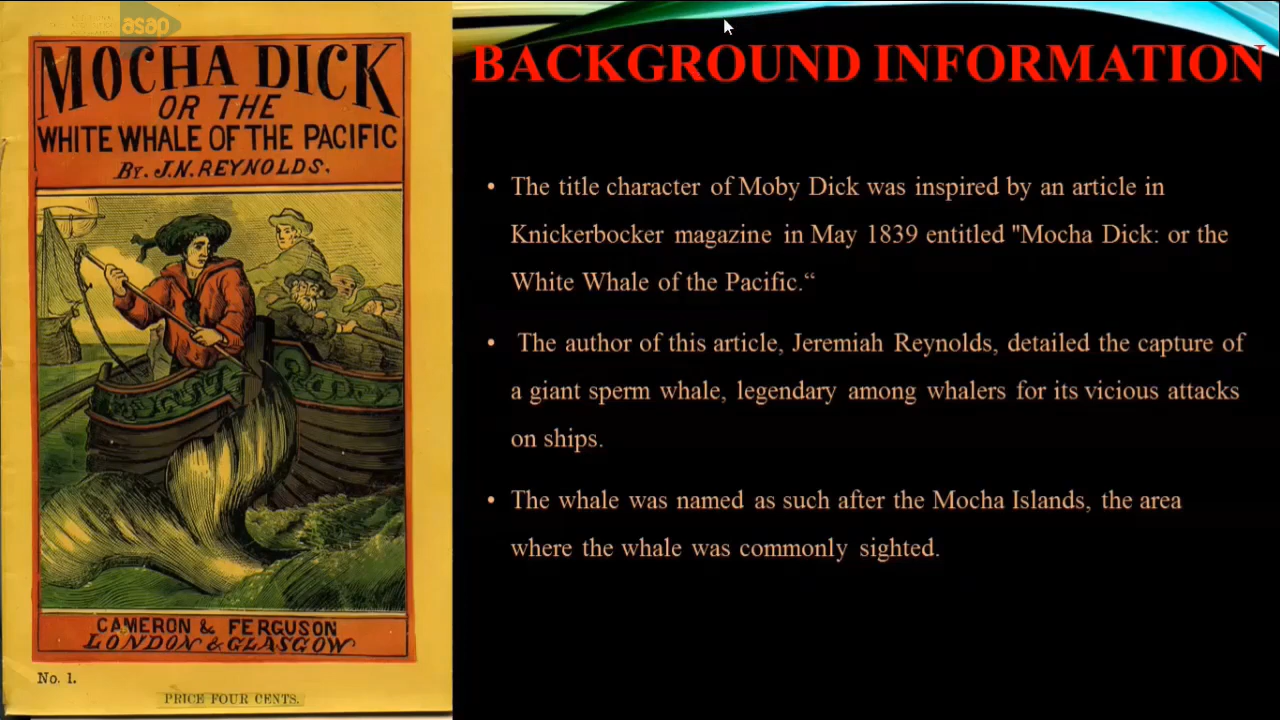 asap
MOCHA DICK
OR THE
WHITE WHALE OF THE PACIFIC
BY. J.N. REYNOLDS.
CAMERON & FERGUSON
LONDON & GLASGOW
No. 1.
PRICE FOUR CENTS.
BACKGROUND INFORMATION
• The title character of Moby Dick was inspired by an article in
Knickerbocker magazine in May 1839 entitled "Mocha Dick: or the
White Whale of the Pacific.“
• The author of this article, Jeremiah Reynolds, detailed the capture of
a giant sperm whale, legendary among whalers for its vicious attacks
on ships.
• The whale was named as such after the Mocha Islands, the area
where the whale was commonly sighted.